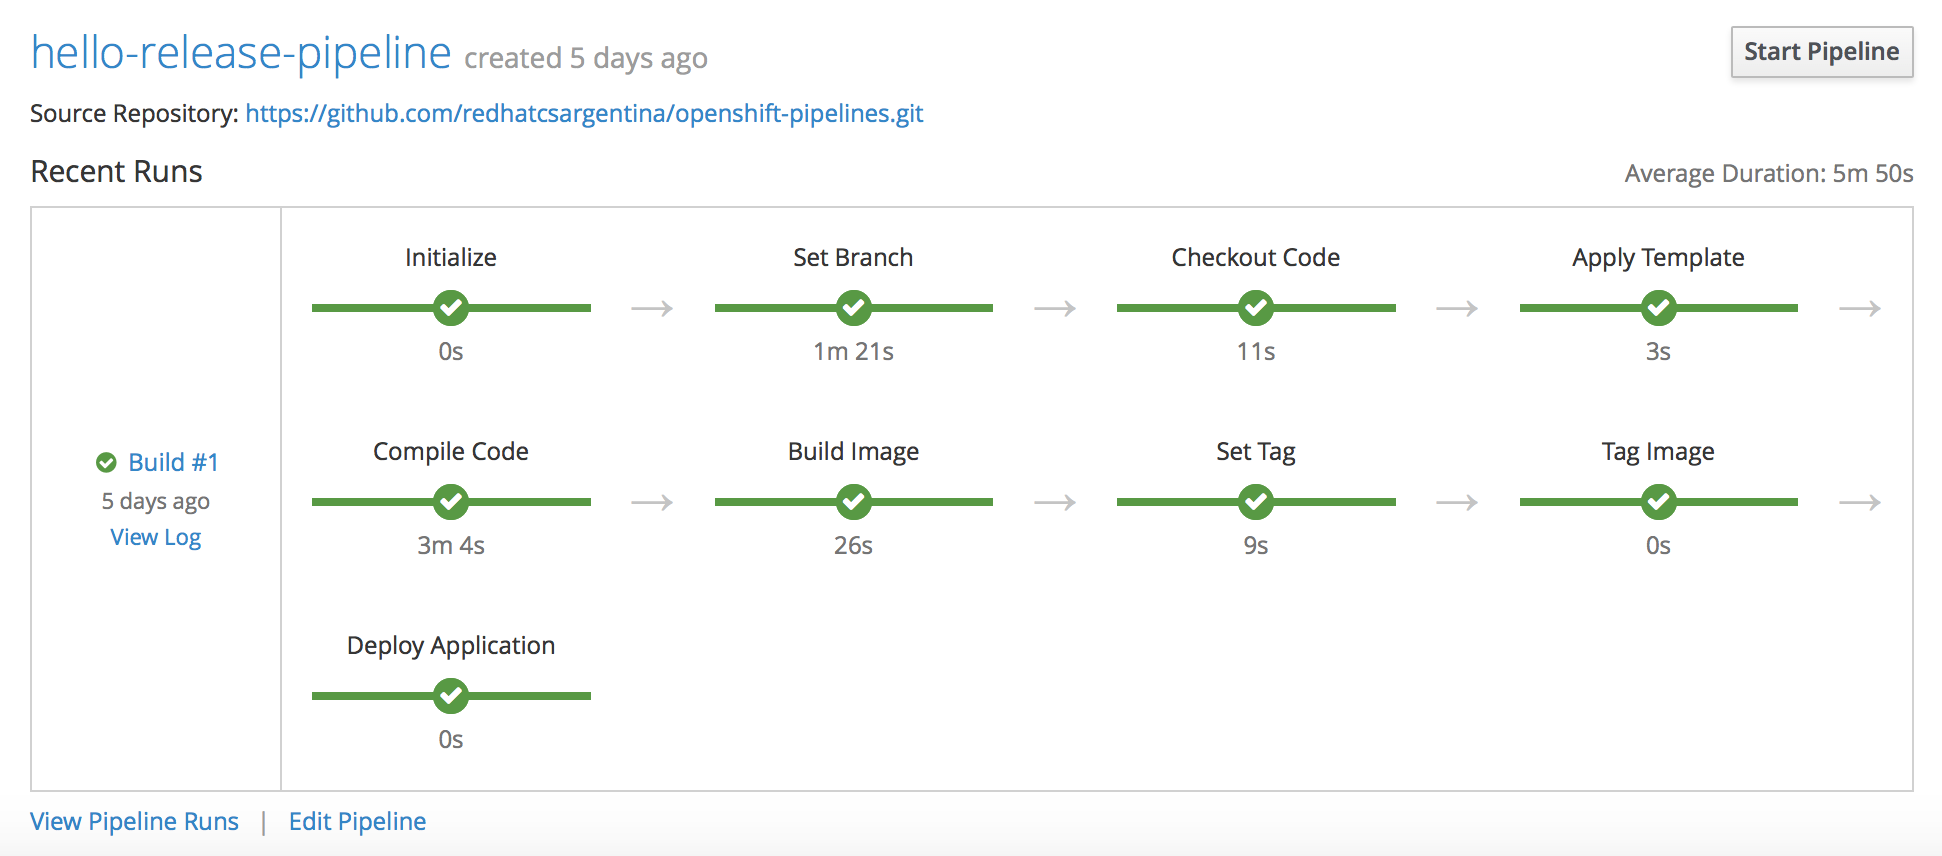 hello-release-pipeline created 5 days ago
Start Pipeline
Source Repository: https://github.com/redhatcsargentina/openshift-pipelines.git
Recent Runs
Average Duration: 5m 50s
Build #1
5 days ago
View Log
Initialize
0s
Set Branch
1m 21s
Checkout Code
11s
Apply Template
3s
Compile Code
3m 4s
Build Image
26s
Set Tag
9s
Tag Image
0s
Deploy Application
0s
View Pipeline Runs | Edit Pipeline